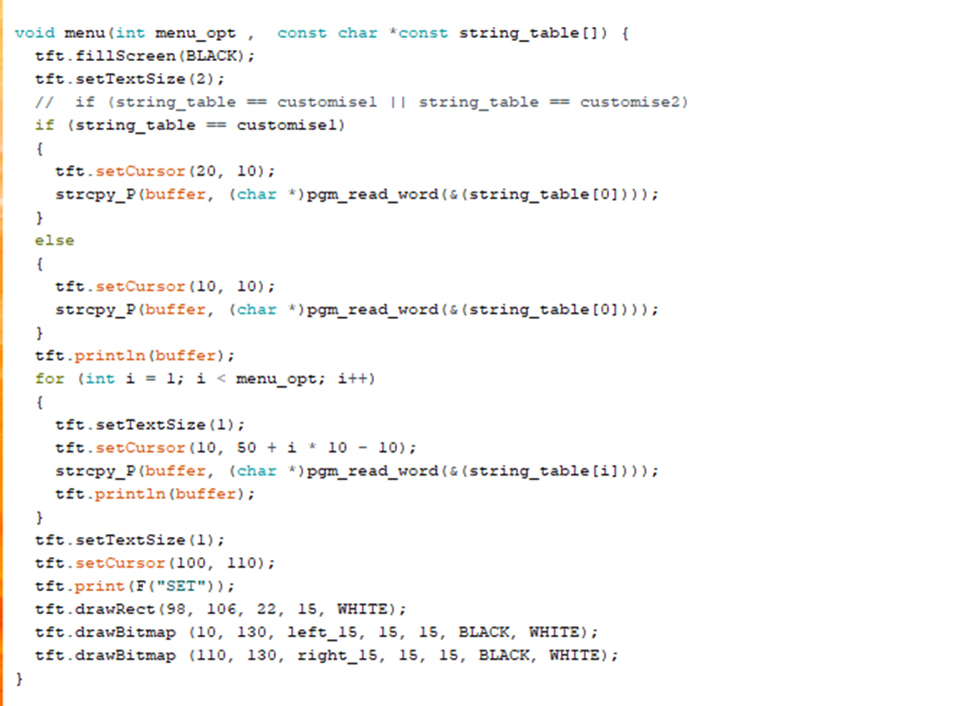 void menu(int menu_opt ,  const char *const string_table[]) {
  tft.fillScreen(BLACK);
  tft.setTextSize(2);
  //  if (string_table == customise1 || string_table == customise2)
  if (string_table == customise1)
  {
    tft.setCursor(20, 10);
    strcpy_P(buffer, (char *)pgm_read_word(&(string_table[0])));
  }
  else
  {
    tft.setCursor(10, 10);
    strcpy_P(buffer, (char *)pgm_read_word(&(string_table[0])));
  }
  tft.println(buffer);
  for (int i = 1; i < menu_opt; i++)
  {
    tft.setTextSize(1);
    tft.setCursor(10, 50 + i * 10 - 10);
    strcpy_P(buffer, (char *)pgm_read_word(&(string_table[i])));
    tft.println(buffer);
  }
  tft.setTextSize(1);
  tft.setCursor(100, 110);
  tft.print(F("SET"));
  tft.drawRect(98, 106, 22, 15, WHITE);
  tft.drawBitmap (10, 130, left_15, 15, 15, BLACK, WHITE);
  tft.drawBitmap (110, 130, right_15, 15, 15, BLACK, WHITE);
}